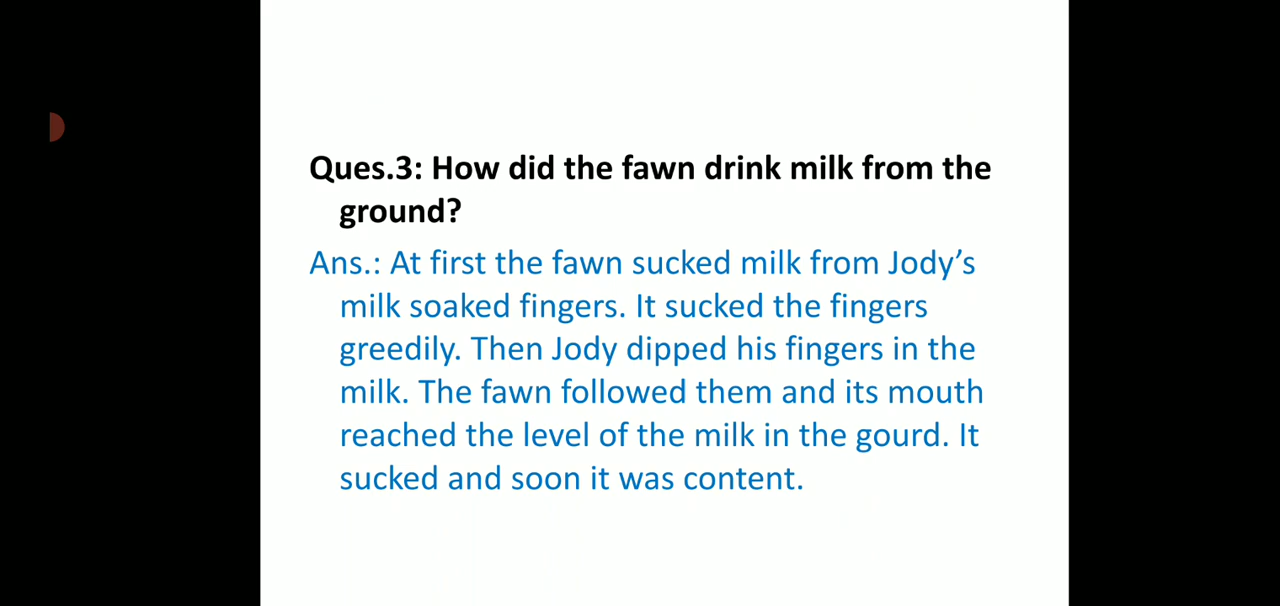 Ques.3: How did the fawn drink milk from the
ground?
Ans.: At first the fawn sucked milk from Jody’s
milk soaked fingers. It sucked the fingers
greedily. Then Jody dipped his fingers in the
milk. The fawn followed them and its mouth
reached the level of the milk in the gourd. It
sucked and soon it was content.